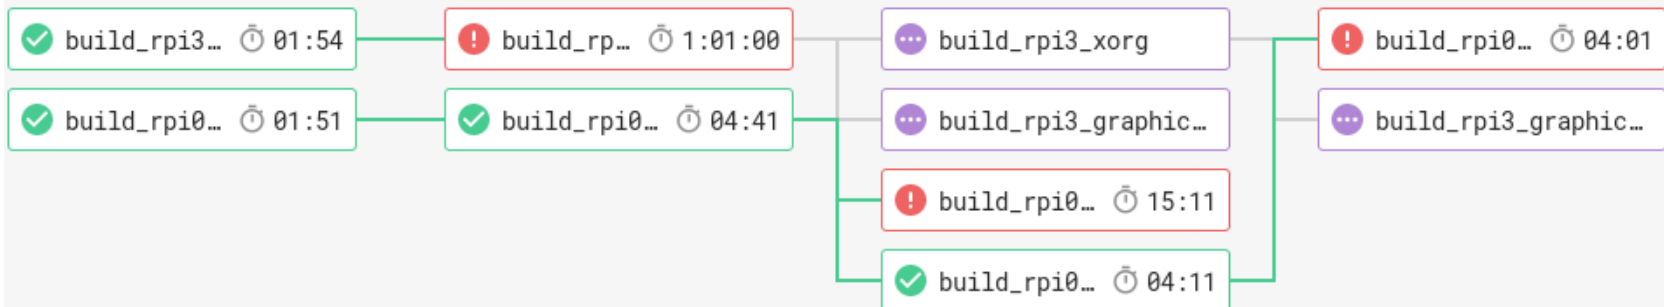 build_rpi3… 01:54
build_rp… 1:01:00
build_rpi3_xorg
build_rpi0… 04:01
build_rpi0… 01:51
build_rpi0… 04:41
build_rpi3_graphic…
build_rpi3_graphic…
build_rpi0… 15:11
build_rpi0… 04:11